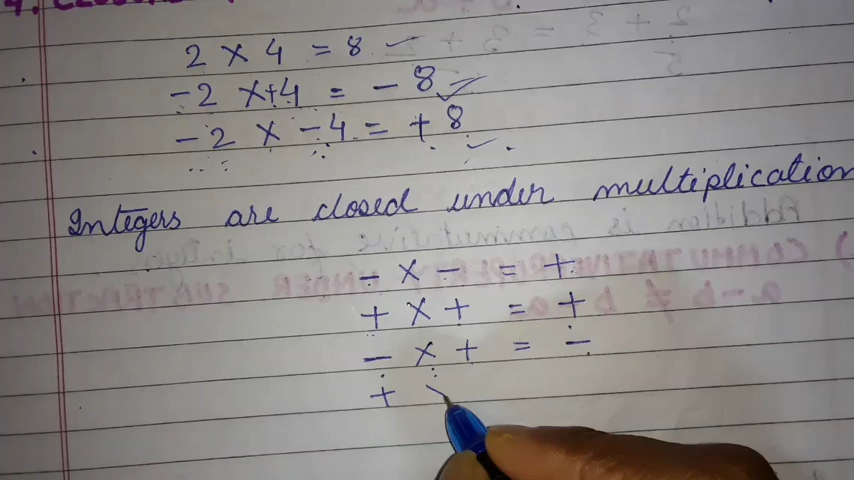 2 × 4 = 8
-2 × +4 = -8
-2 × -4 = +8
Integers are closed under multiplication
- × - = +
+ × + = +
- × + = -
+